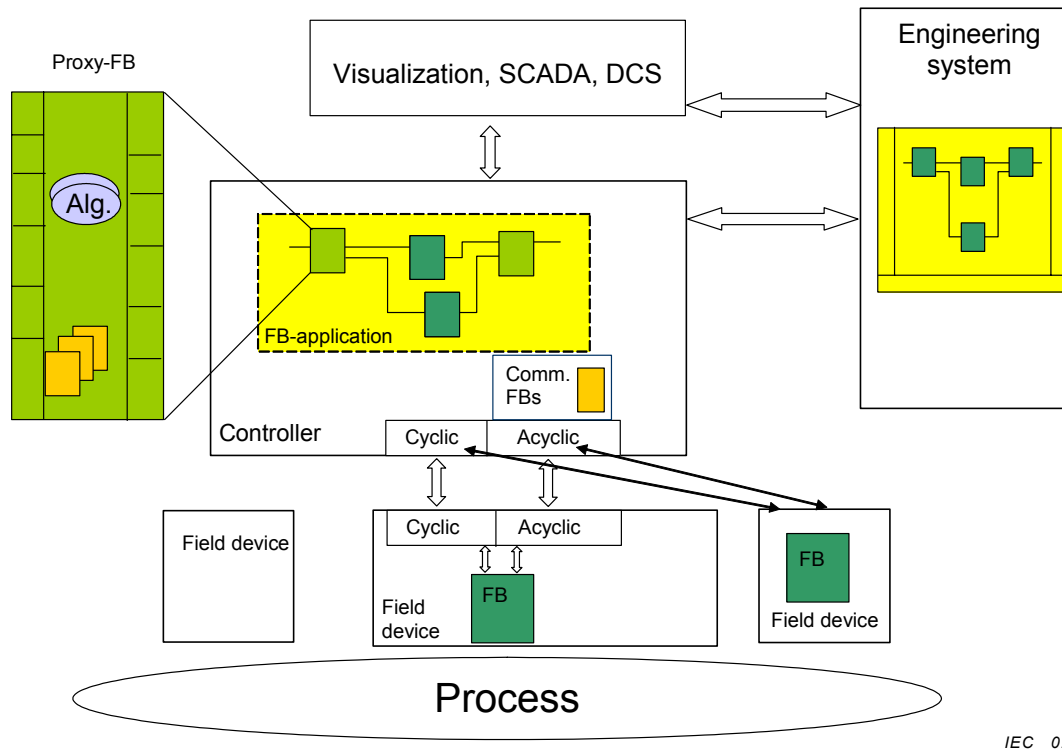 Proxy-FB
Visualization, SCADA, DCS
Engineering
system
Alg.
FB-application
Comm.
FBs
Controller
Cyclic
Acyclic
Field device
Cyclic
Acyclic
FB
Field
device
FB
Field device
Process
IEC 0